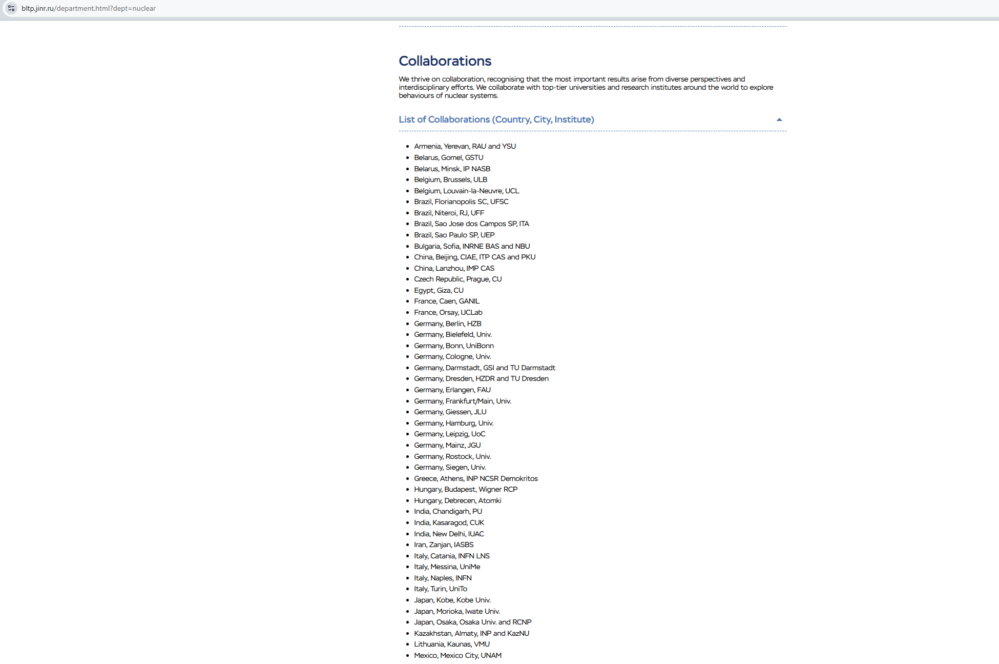 bltp.jinr.ru/department.html?dept=nuclear
Collaborations
We thrive on collaboration, recognising that the most important results arise from diverse perspectives and
interdisciplinary efforts. We collaborate with top-tier universities and research institutes around the world to explore
behaviours of nuclear systems.
List of Collaborations (Country, City, Institute)
Armenia, Yerevan, RAU and YSU
Belarus, Gomel, GSTU
Belarus, Minsk, IP NASB
Belgium, Brussels, ULB
Belgium, Louvain-la-Neuvre, UCL
Brazil, Florianopolis SC, UFSC
Brazil, Niteroi, RJ, UFF
Brazil, Sao Jose dos Campos SP, ITA
Brazil, Sao Paulo SP, UEP
Bulgaria, Sofia, INRNE BAS and NBU
China, Beijing, CIAE, ITP CAS and PKU
China, Lanzhou, IMP CAS
Czech Republic, Prague, CU
Egypt, Giza, CU
France, Caen, GANIL
France, Orsay, IJCLab
Germany, Berlin, HZB
Germany, Bielefeld, Univ.
Germany, Bonn, UniBonn
Germany, Cologne, Univ.
Germany, Darmstadt, GSI and TU Darmstadt
Germany, Dresden, HZDR and TU Dresden
Germany, Erlangen, FAU
Germany, Frankfurt/Main, Univ.
Germany, Giessen, JLU
Germany, Hamburg, Univ.
Germany, Leipzig, UoC
Germany, Mainz, JGU
Germany, Rostock, Univ.
Germany, Siegen, Univ.
Greece, Athens, INP NCSR Demokritos
Hungary, Budapest, Wigner RCP
Hungary, Debrecen, Atomki
India, Chandigarh, PU
India, Kasaragod, CUK
India, New Delhi, IUAC
Iran, Zanjan, IASBS
Italy, Catania, INFN LNS
Italy, Messina, UniMe
Italy, Naples, INFN
Italy, Turin, UniTo
Japan, Kobe, Kobe Univ.
Japan, Morioka, Iwate Univ.
Japan, Osaka, Osaka Univ. and RCNP
Kazakhstan, Almaty, INP and KazNU
Lithuania, Kaunas, VMU
Mexico, Mexico City, UNAM